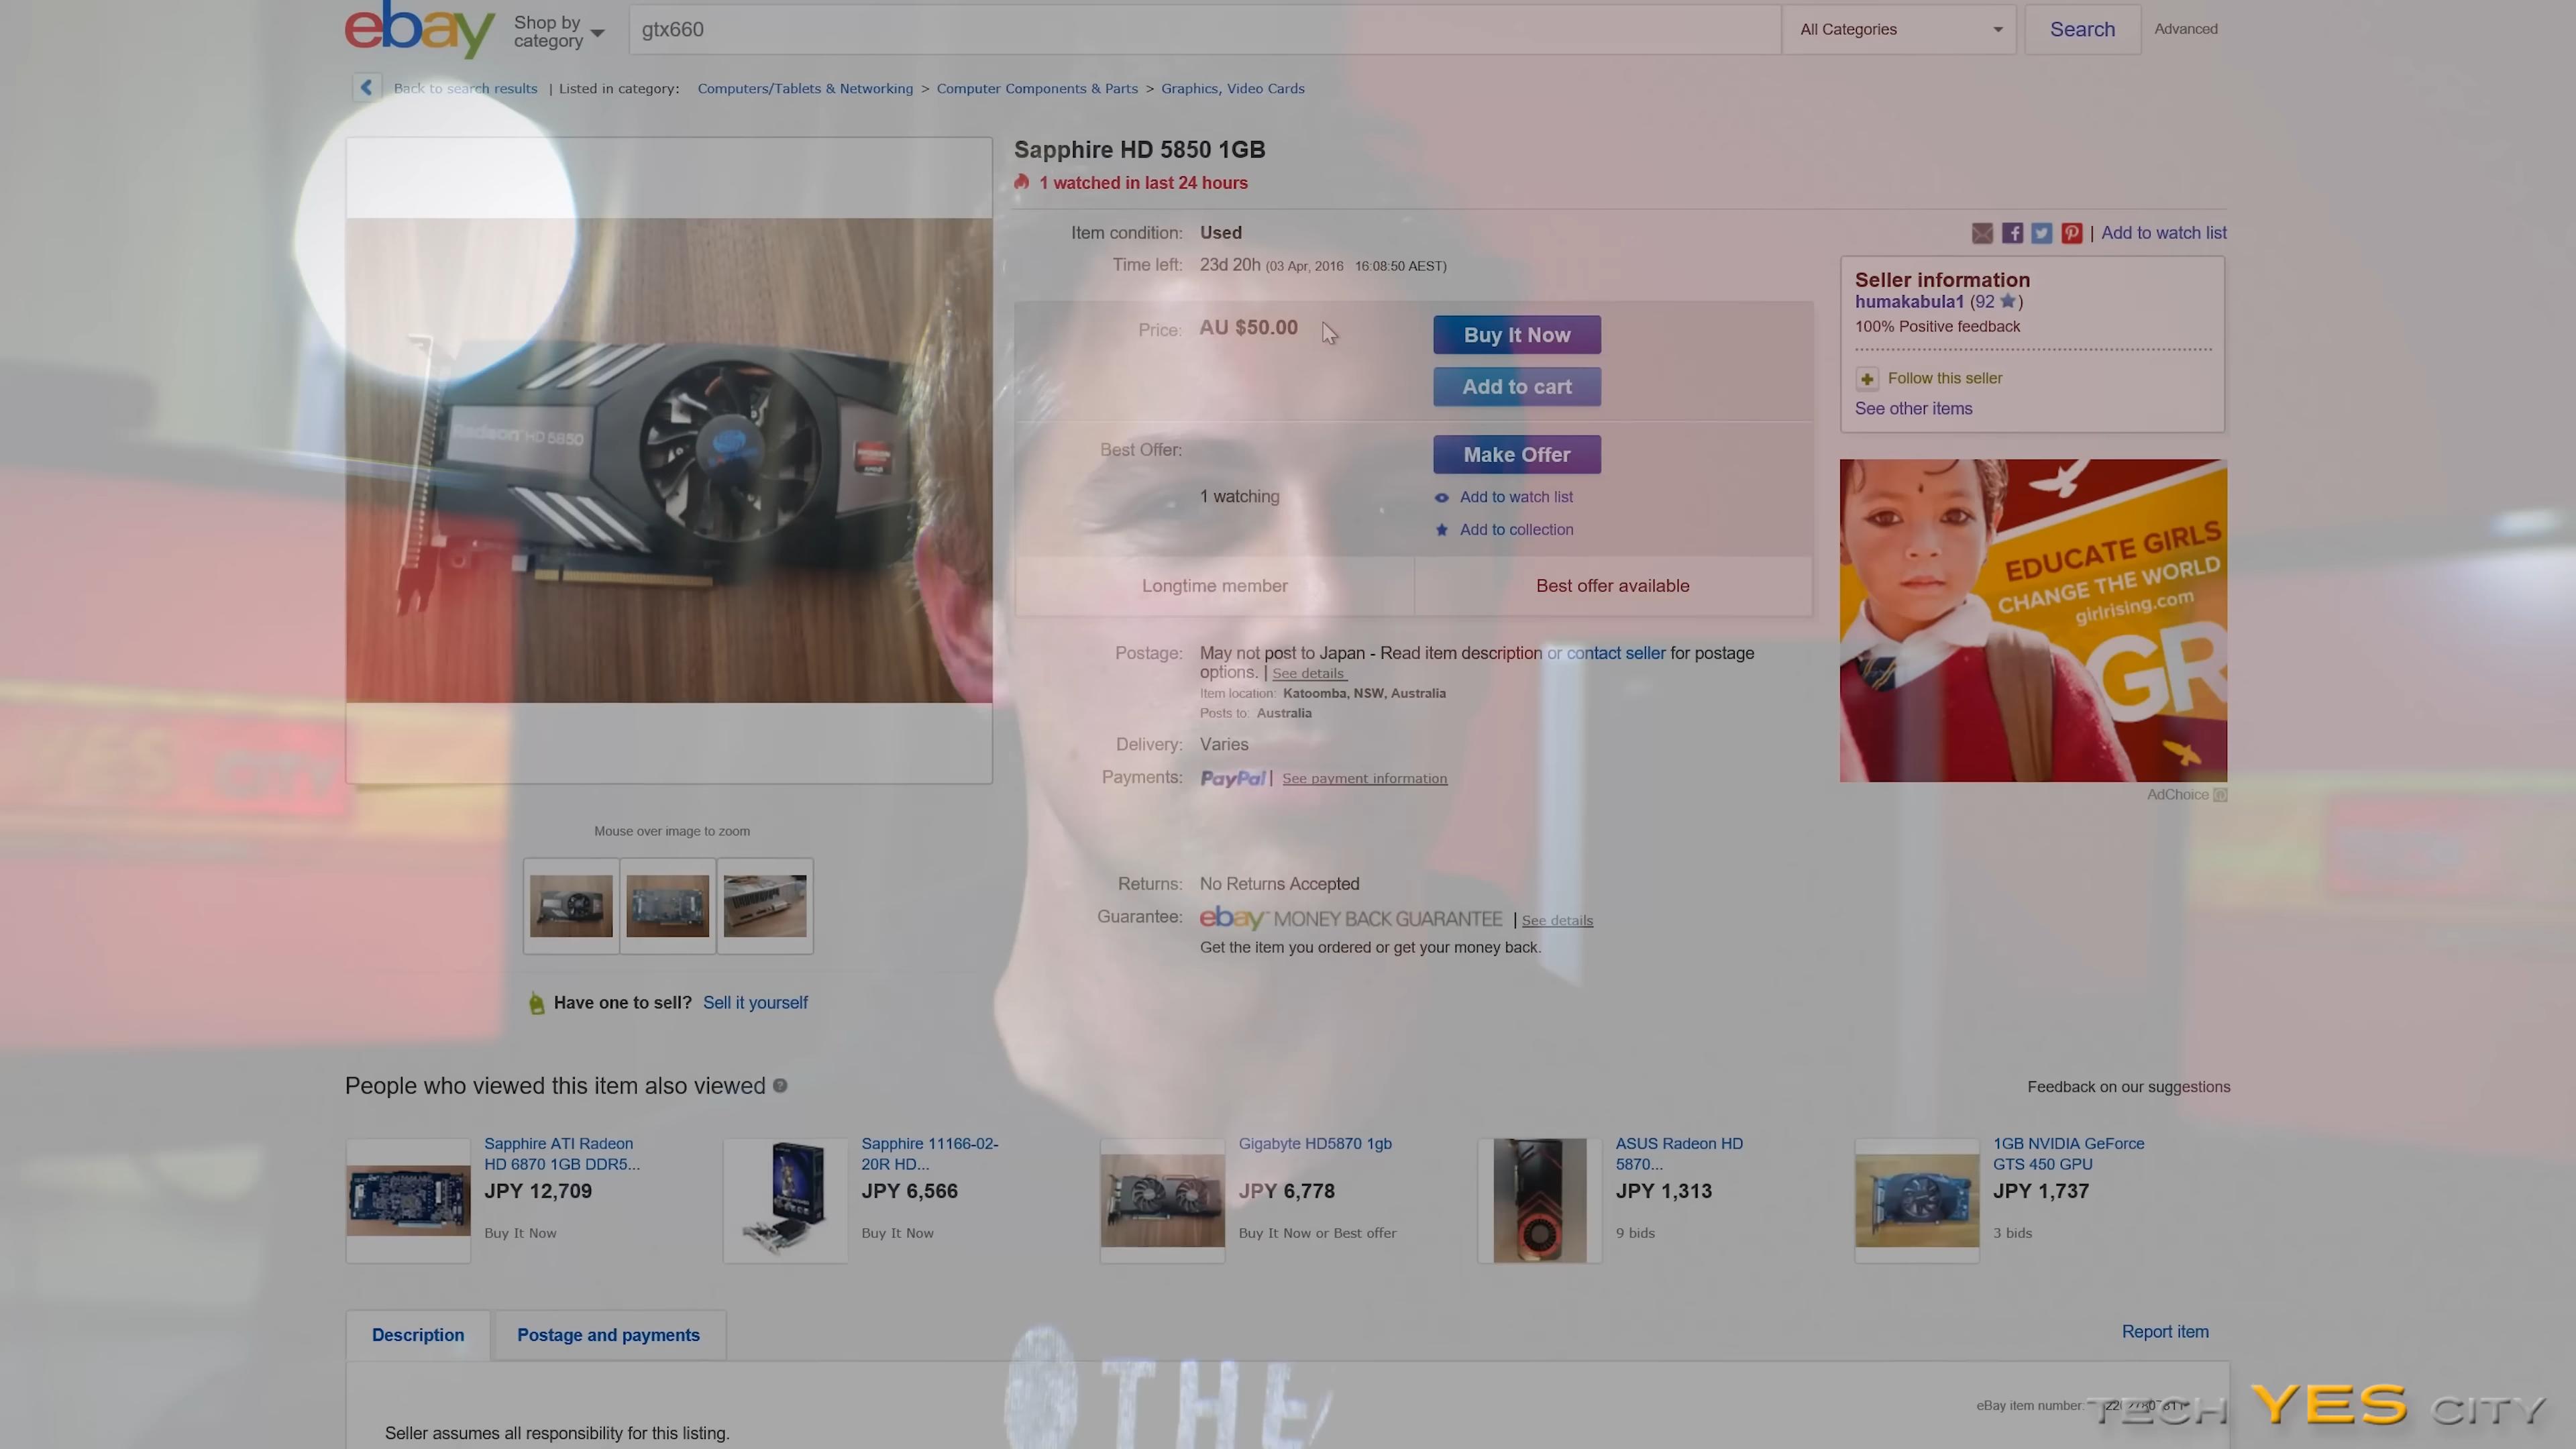 ebay
Shop by
category
gtx660
All Categories
Search
Advanced
Back to search results | Listed in category: Computers/Tablets & Networking > Computer Components & Parts > Graphics, Video Cards
Sapphire HD 5850 1GB
1 watched in last 24 hours
Item condition: Used
Time left: 23d 20h (03 Apr, 2016 16:08:50 AEST)
| Add to watch list
Price: AU $50.00
Buy It Now
Add to cart
Best Offer:
Make Offer
1 watching
Add to watch list
Add to collection
Longtime member
Best offer available
Seller information
humakabula1 (92)
100% Positive feedback
Follow this seller
See other items
Radeon HD 5850
EDUCATE GIRLS
CHANGE THE WORLD
girlrising.com
GR
AdChoice
Postage: May not post to Japan - Read item description or contact seller for postage
options. | See details
Item location: Katoomba, NSW, Australia
Posts to: Australia
Delivery: Varies
Payments: PayPal | See payment information
YES CITY
Mouse over image to zoom
Returns: No Returns Accepted
Guarantee: ebay MONEY BACK GUARANTEE | See details
Get the item you ordered or get your money back.
Have one to sell? Sell it yourself
People who viewed this item also viewed
Feedback on our suggestions
Sapphire ATI Radeon
HD 6870 1GB DDR5...
JPY 12,709
Buy It Now
Sapphire 11166-02-
20R HD...
JPY 6,566
Buy It Now
Gigabyte HD5870 1gb
JPY 6,778
Buy It Now or Best offer
ASUS Radeon HD
5870...
JPY 1,313
9 bids
1GB NVIDIA GeForce
GTS 450 GPU
JPY 1,737
3 bids
Description
Postage and payments
Report item
THE
eBay item number:
TECH YES CITY
Seller assumes all responsibility for this listing.